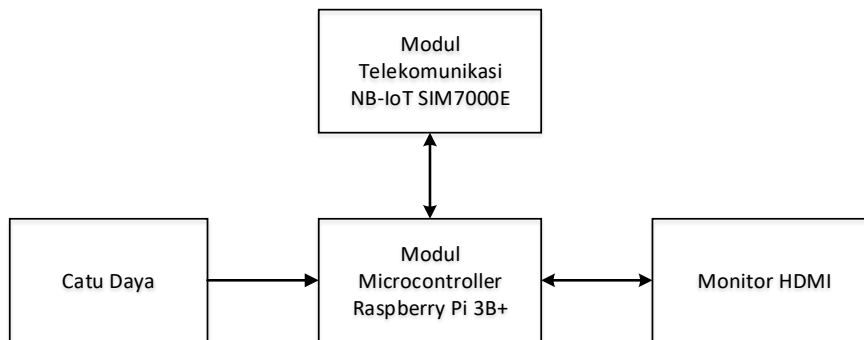 Modul
Telekomunikasi
NB-IoT SIM7000E
Catu Daya
Modul
Microcontroller
Raspberry Pi 3B+
Monitor HDMI